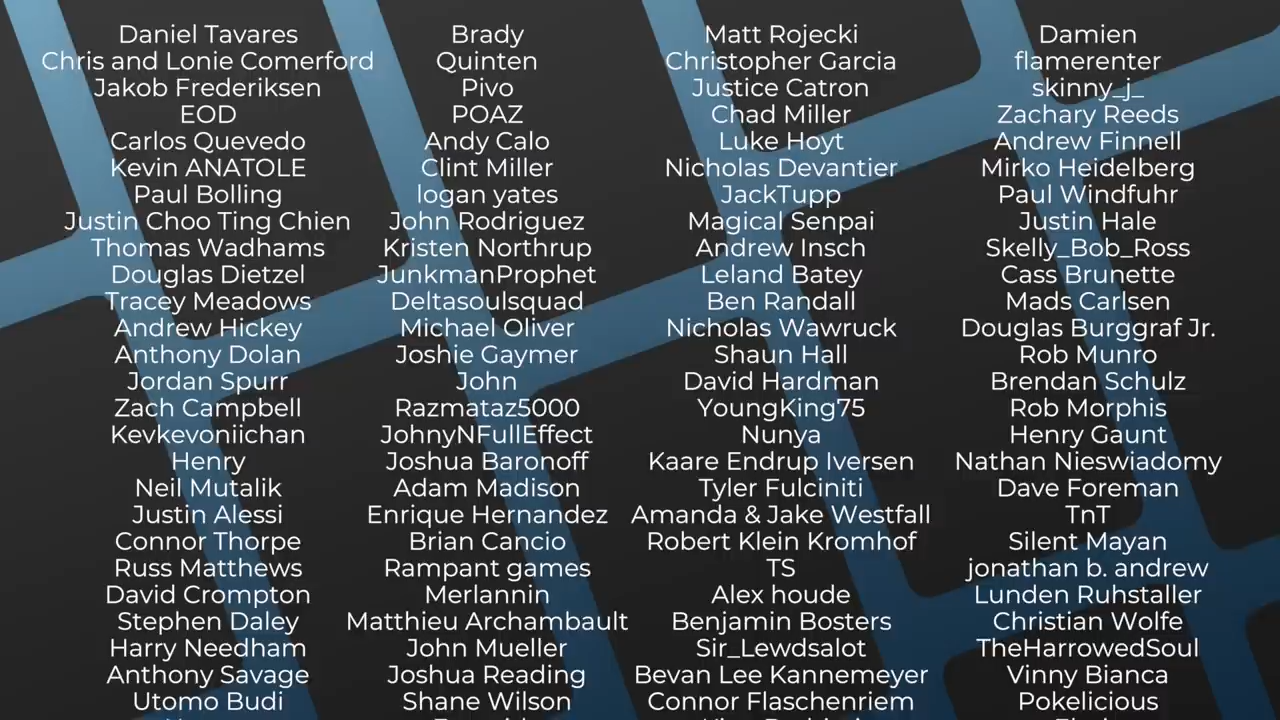 Daniel Tavares
Chris and Lonie Comerford
Jakob Frederiksen
EOD
Carlos Quevedo
Kevin ANATOLE
Paul Bolling
Justin Choo Ting Chien
Thomas Wadhams
Douglas Dietzel
Tracey Meadows
Andrew Hickey
Anthony Dolan
Jordan Spurr
Zach Campbell
Kevkevoniichan
Henry
Neil Mutalik
Justin Alessi
Connor Thorpe
Russ Matthews
David Crompton
Stephen Daley
Harry Needham
Anthony Savage
Utomo Budi
Brady
Quinten
Pivo
POAZ
Andy Calo
Clint Miller
logan yates
John Rodriguez
Kristen Northrup
JunkmanProphet
Deltasoulsquad
Michael Oliver
Joshie Gaymer
John
Razmataz5000
JohnyNFullEffect
Joshua Baronoff
Adam Madison
Enrique Hernandez
Brian Cancio
Rampant games
Merlannin
Matthieu Archambault
John Mueller
Joshua Reading
Shane Wilson
Matt Rojecki
Christopher Garcia
Justice Catron
Chad Miller
Luke Hoyt
Nicholas Devantier
JackTupp
Magical Senpai
Andrew Insch
Leland Batey
Ben Randall
Nicholas Wawruck
Shaun Hall
David Hardman
YoungKing75
Nunya
Kaare Endrup Iversen
Tyler Fulciniti
Amanda & Jake Westfall
Robert Klein Kromhof
TS
Alex houde
Benjamin Bosters
Sir_Lewdsalot
Bevan Lee Kannemeyer
Connor Flaschenriem
Damien
flamerenter
skinny_j_
Zachary Reeds
Andrew Finnell
Mirko Heidelberg
Paul Windfuhr
Justin Hale
Skelly_Bob_Ross
Cass Brunette
Mads Carlsen
Douglas Burggraf Jr.
Rob Munro
Brendan Schulz
Rob Morphis
Henry Gaunt
Nathan Nieswiadomy
Dave Foreman
TnT
Silent Mayan
jonathan b. andrew
Lunden Ruhstaller
Christian Wolfe
TheHarrowedSoul
Vinny Bianca
Pokelicious